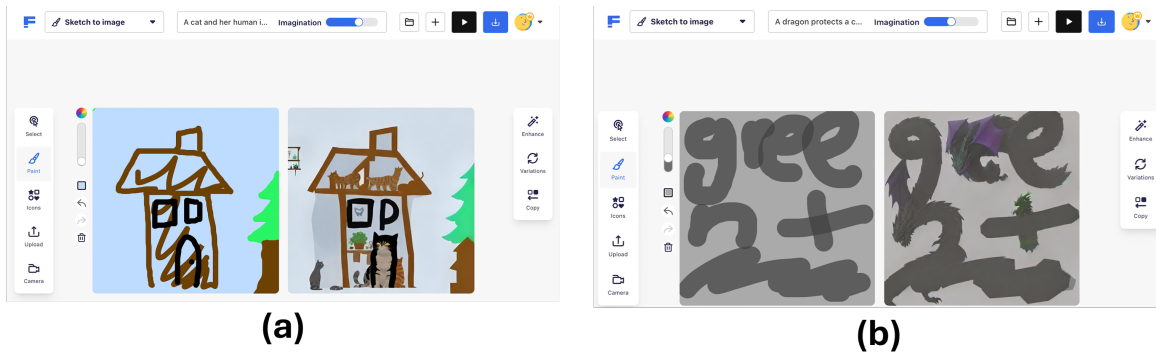 Sketch to image
A cat and her human i...
Imagination
Select
Paint
Icons
Upload
Camera
Enhance
Variations
Copy
(a)
Sketch to image
A dragon protects a c...
Imagination
Select
Paint
Icons
Upload
Camera
gree
n+
Enhance
Variations
Copy
(b)